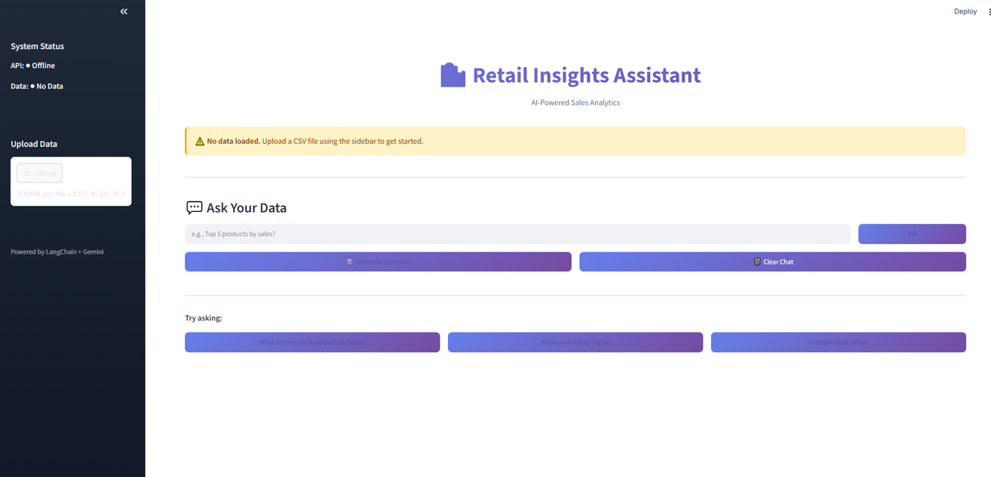 Deploy
System Status
API: ● Offline
Data: ● No Data
Upload Data
Upload
200MB per file • CSV, XLSX, XLS
Powered by LangChain + Gemini
Retail Insights Assistant
AI-Powered Sales Analytics
No data loaded. Upload a CSV file using the sidebar to get started.
Ask Your Data
e.g., Top 5 products by sales?
Ask
Generate Summary
Clear Chat
Try asking:
What are the top 5 products by sales?
Show revenue by region
Average order value?